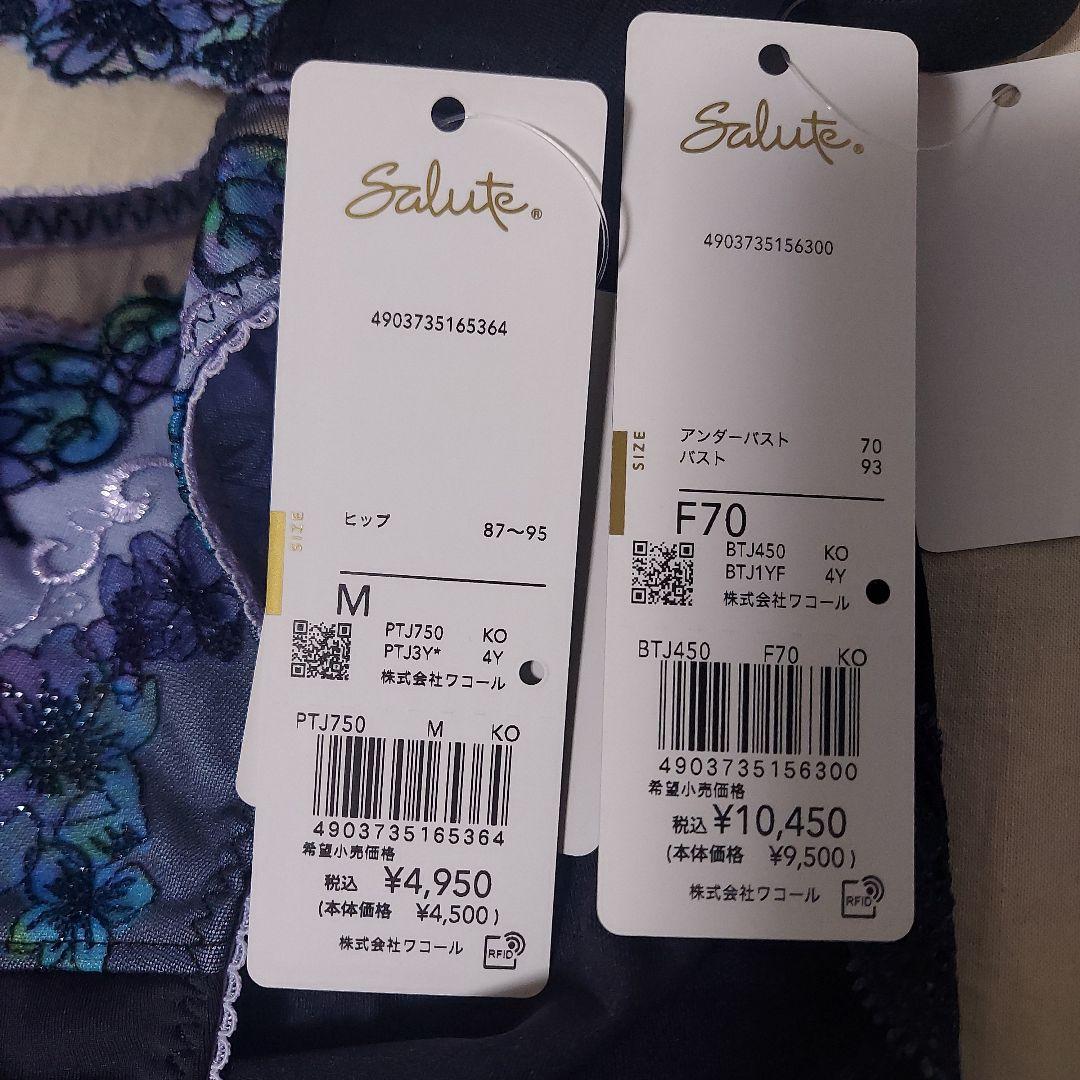 Salute®
4903735165364
SIZE
ヒップ 87〜95
M
PTJ750 KO
PTJ3Y* 4Y
株式会社ワコール
PTJ750 M KO
4903735165364
希望小売価格
税込 ¥4,950
(本体価格 ¥4,500)
株式会社ワコール
RFID
Salute®
4903735156300
SIZE
アンダーバスト 70
バスト 93
F70
BTJ450 KO
BTJ1YF 4Y
株式会社ワコール
BTJ450 F70 KO
4903735156300
希望小売価格
税込 ¥10,450
(本体価格 ¥9,500)
株式会社ワコール
RFID